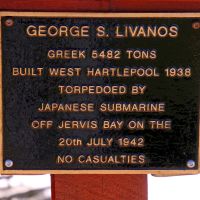 GEORGE S. LIVANOS
GREEK 5482 TONS
BUILT WEST HARTLEPOOL 1938
TORPEDOED BY
JAPANESE SUBMARINE
OFF JERVIS BAY ON THE
20th JULY 1942
NO CASUALTIES